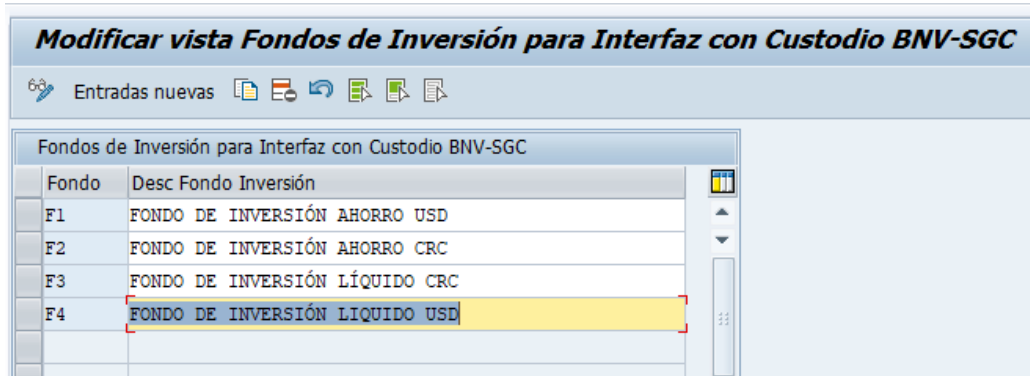 Modificar vista Fondos de Inversión para Interfaz con Custodio BNV-SGC
Entradas nuevas
Fondos de Inversión para Interfaz con Custodio BNV-SGC
Fondo Desc Fondo Inversión
F1 FONDO DE INVERSIÓN AHORRO USD
F2 FONDO DE INVERSIÓN AHORRO CRC
F3 FONDO DE INVERSIÓN LÍQUIDO CRC
F4 FONDO DE INVERSIÓN LIQUIDO USD